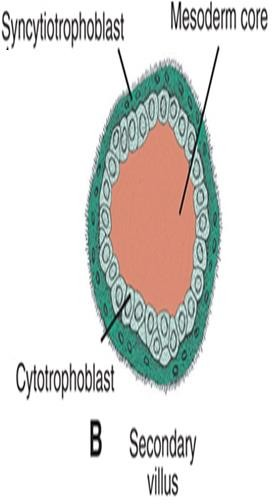 Mesoderm core
Syncytiotrophoblast
Cytotrophoblast
B Secondary
villus